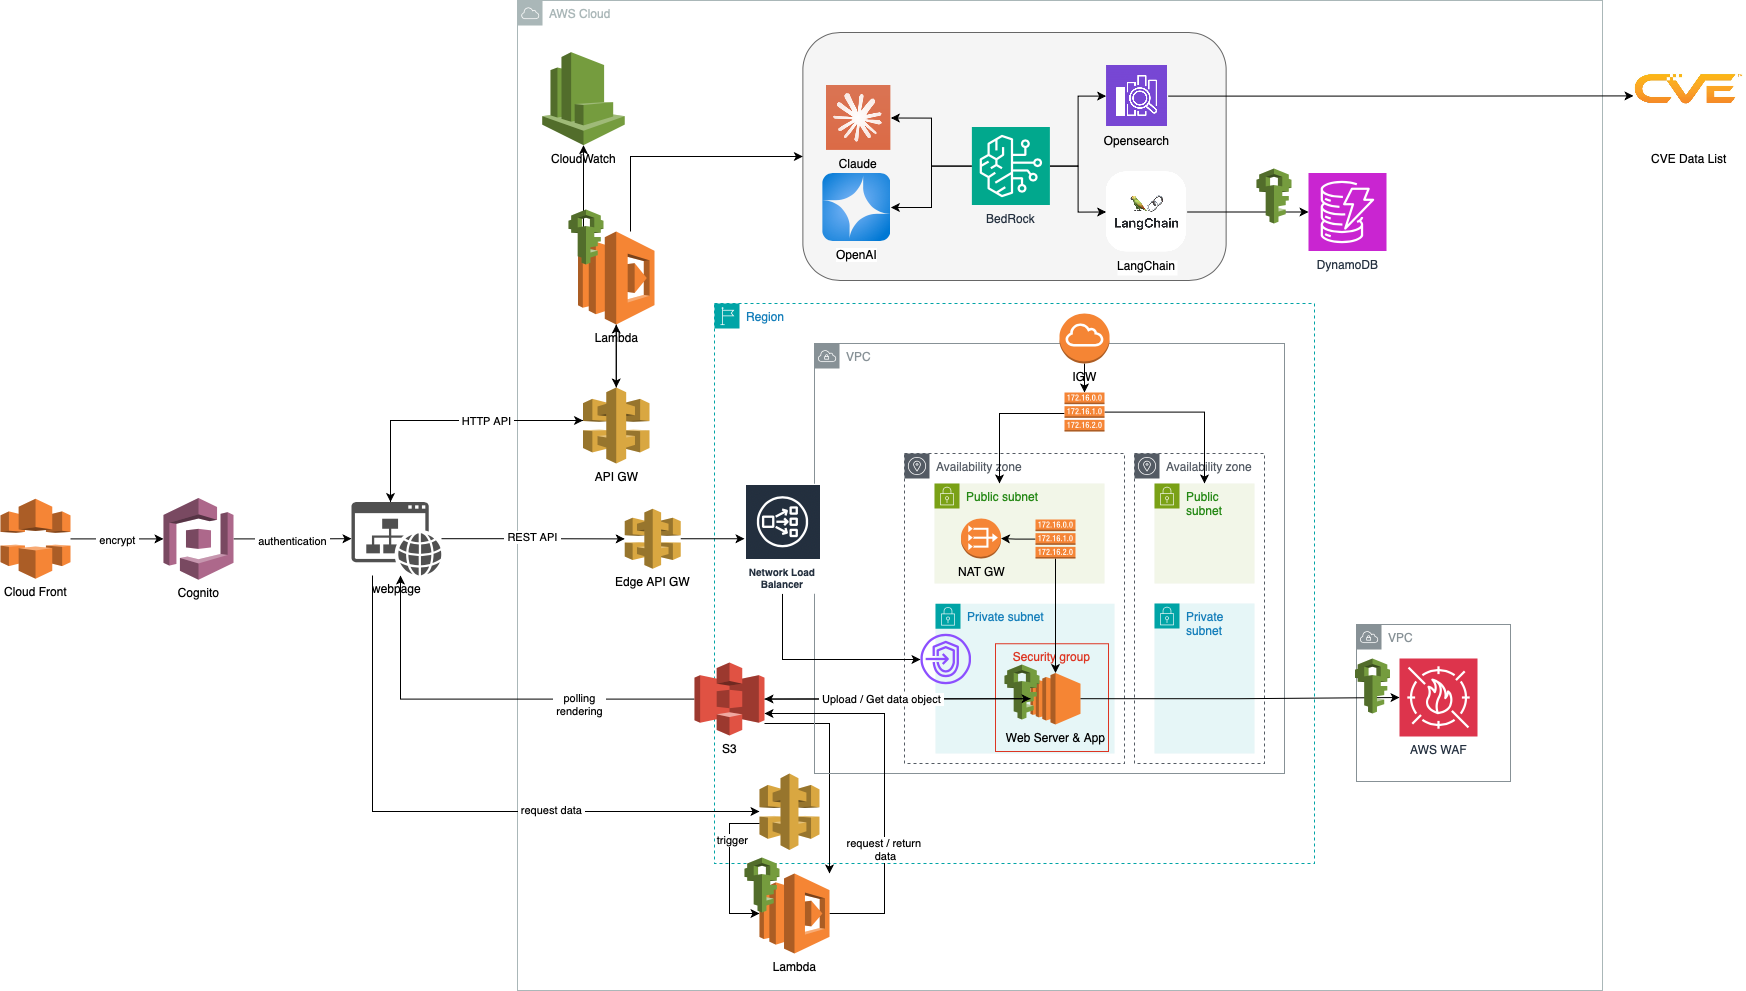 AWS Cloud
CloudWatch
Claude
OpenAI
BedRock
Opensearch
LangChain
LangChain
DynamoDB
CVE
CVE Data List
Lambda
Region
VPC
IGW
172.16.0.0
172.16.1.0
172.16.2.0
HTTP API
API GW
Availability zone
Availability zone
Public subnet
Public
subnet
172.16.0.0
172.16.1.0
172.16.2.0
NAT GW
Cloud Front
encrypt
Cognito
authentication
webpage
REST API
Edge API GW
Network Load
Balancer
Private subnet
Private
subnet
Security group
Web Server & App
VPC
AWS WAF
polling
rendering
S3
Upload / Get data object
request data
trigger
request / return
data
Lambda